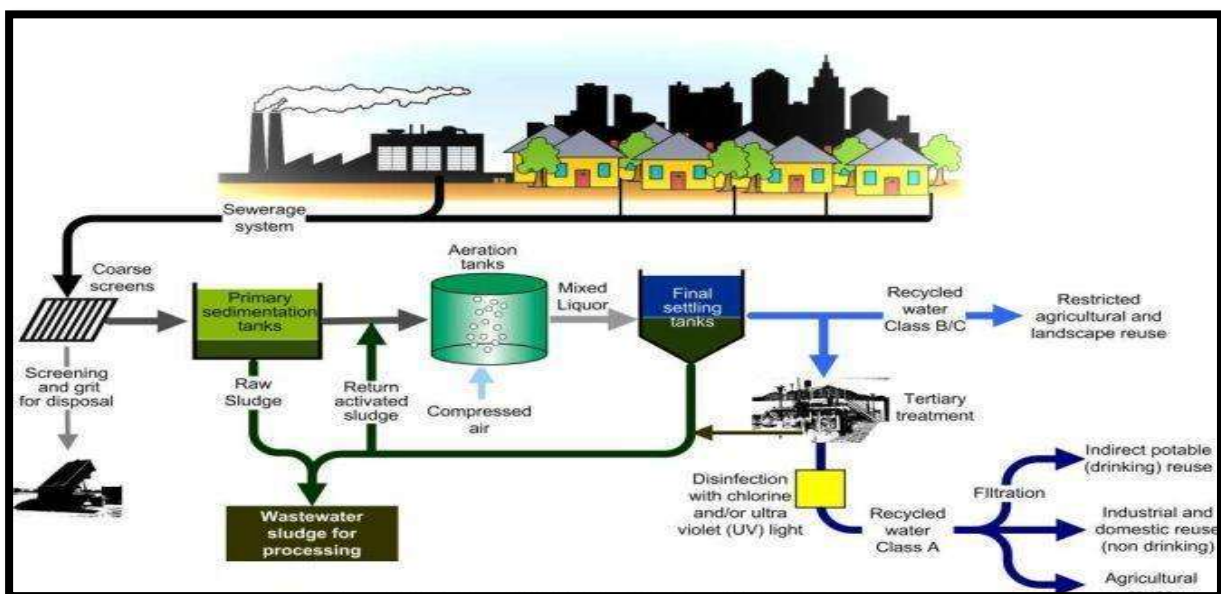 Sewerage
system
Coarse
screens
Primary
sedimentation
tanks
Aeration
tanks
Mixed
Liquor
Final
settling
tanks
Recycled
water
Class B/C
Restricted
agricultural and
landscape reuse
Screening
and grit
for disposal
Raw
Sludge
Return
activated
sludge
Compressed
air
Tertiary
treatment
Wastewater
sludge for
processing
Disinfection
with chlorine
and/or ultra
violet (UV) light
Recycled
water
Class A
FIltration
Indirect potable
(drinking) reuse
Industrial and
domestic reuse
(non drinking)
Agricultural